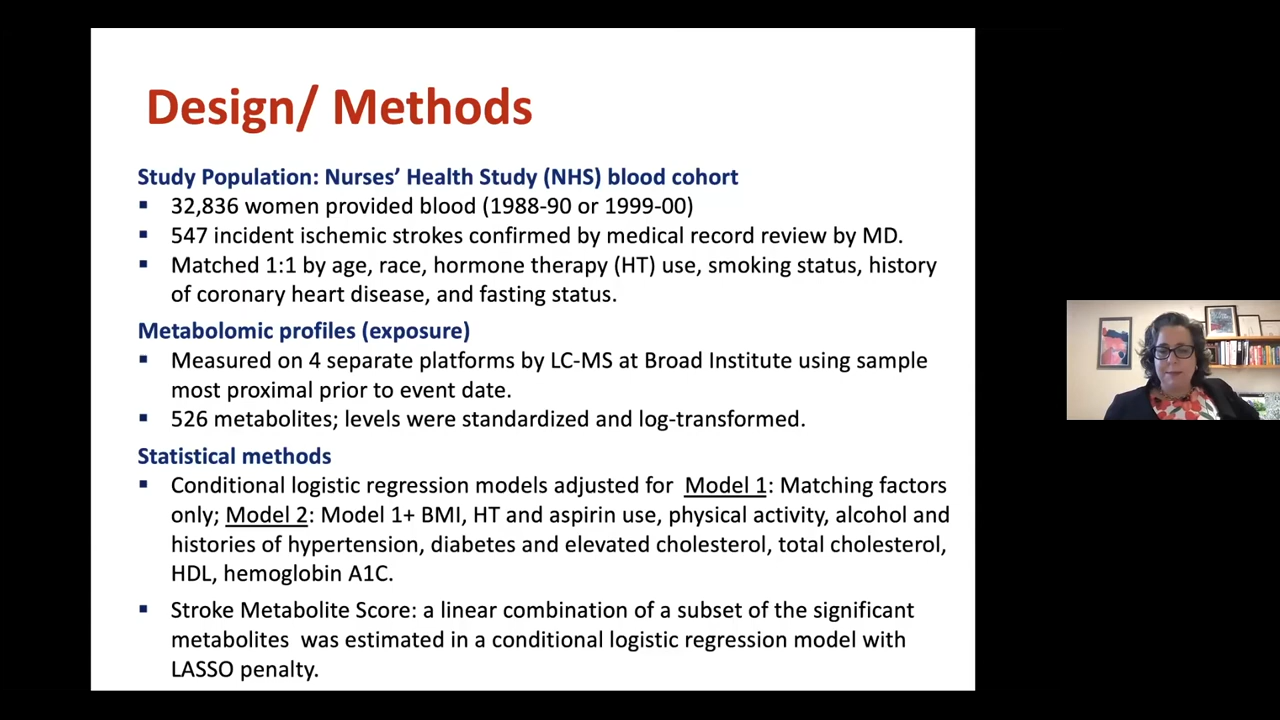 Design/ Methods
Study Population: Nurses’ Health Study (NHS) blood cohort
▪ 32,836 women provided blood (1988-90 or 1999-00)
▪ 547 incident ischemic strokes confirmed by medical record review by MD.
▪ Matched 1:1 by age, race, hormone therapy (HT) use, smoking status, history
of coronary heart disease, and fasting status.
Metabolomic profiles (exposure)
▪ Measured on 4 separate platforms by LC-MS at Broad Institute using sample
most proximal prior to event date.
▪ 526 metabolites; levels were standardized and log-transformed.
Statistical methods
▪ Conditional logistic regression models adjusted for Model 1: Matching factors
only; Model 2: Model 1+ BMI, HT and aspirin use, physical activity, alcohol and
histories of hypertension, diabetes and elevated cholesterol, total cholesterol,
HDL, hemoglobin A1C.
▪ Stroke Metabolite Score: a linear combination of a subset of the significant
metabolites was estimated in a conditional logistic regression model with
LASSO penalty.